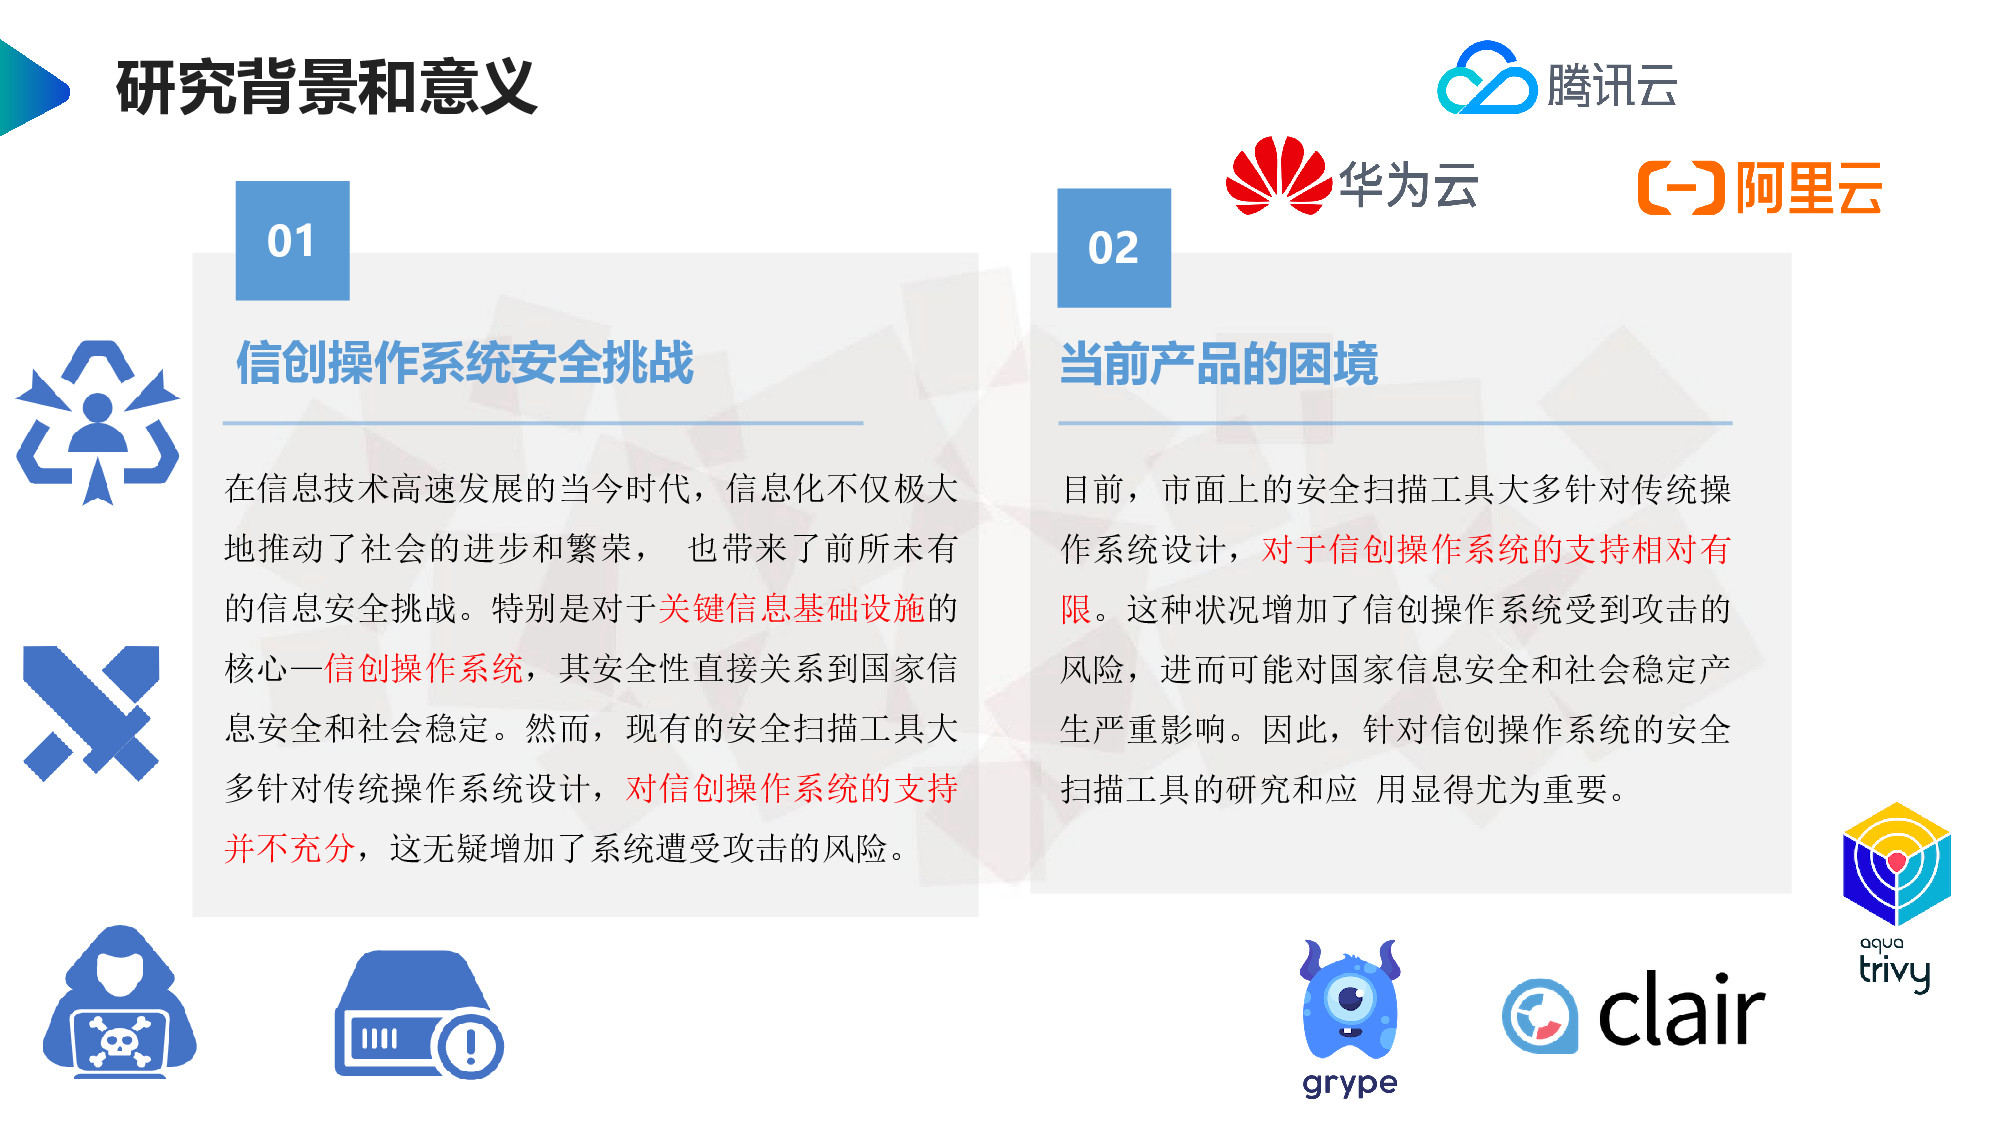 研究背景和意义
腾讯云
华为云
阿里云
01
信创操作系统安全挑战
在信息技术高速发展的当今时代，信息化不仅极大
地推动了社会的进步和繁荣， 也带来了前所未有
的信息安全挑战。特别是对于关键信息基础设施的
核心—信创操作系统，其安全性直接关系到国家信
息安全和社会稳定。然而，现有的安全扫描工具大
多针对传统操作系统设计，对信创操作系统的支持
并不充分，这无疑增加了系统遭受攻击的风险。
02
当前产品的困境
目前，市面上的安全扫描工具大多针对传统操
作系统设计，对于信创操作系统的支持相对有
限。这种状况增加了信创操作系统受到攻击的
风险，进而可能对国家信息安全和社会稳定产
生严重影响。因此，针对信创操作系统的安全
扫描工具的研究和应 用显得尤为重要。
grype
clair
aqua
trivy